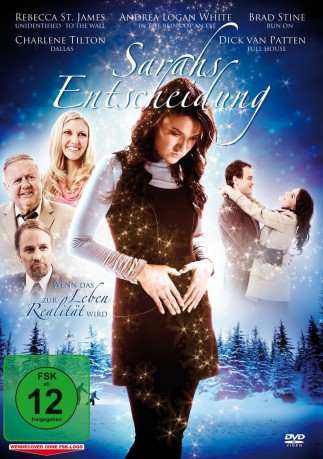 REBECCA ST. JAMES
UNIDENTIFIED · TO THE WALL
ANDREA LOGAN WHITE
IN THE BLINK OF AN EYE
BRAD STINE
RUN ON
CHARLENE TILTON
DALLAS
DICK VAN PATTEN
FULL HOUSE
Sarahs
Entscheidung
WENN DAS
Leben
ZUR
Realität WIRD
FSK
ab
12
freigegeben
WENDECOVER OHNE FSK-LOGO
DVD
VIDEO